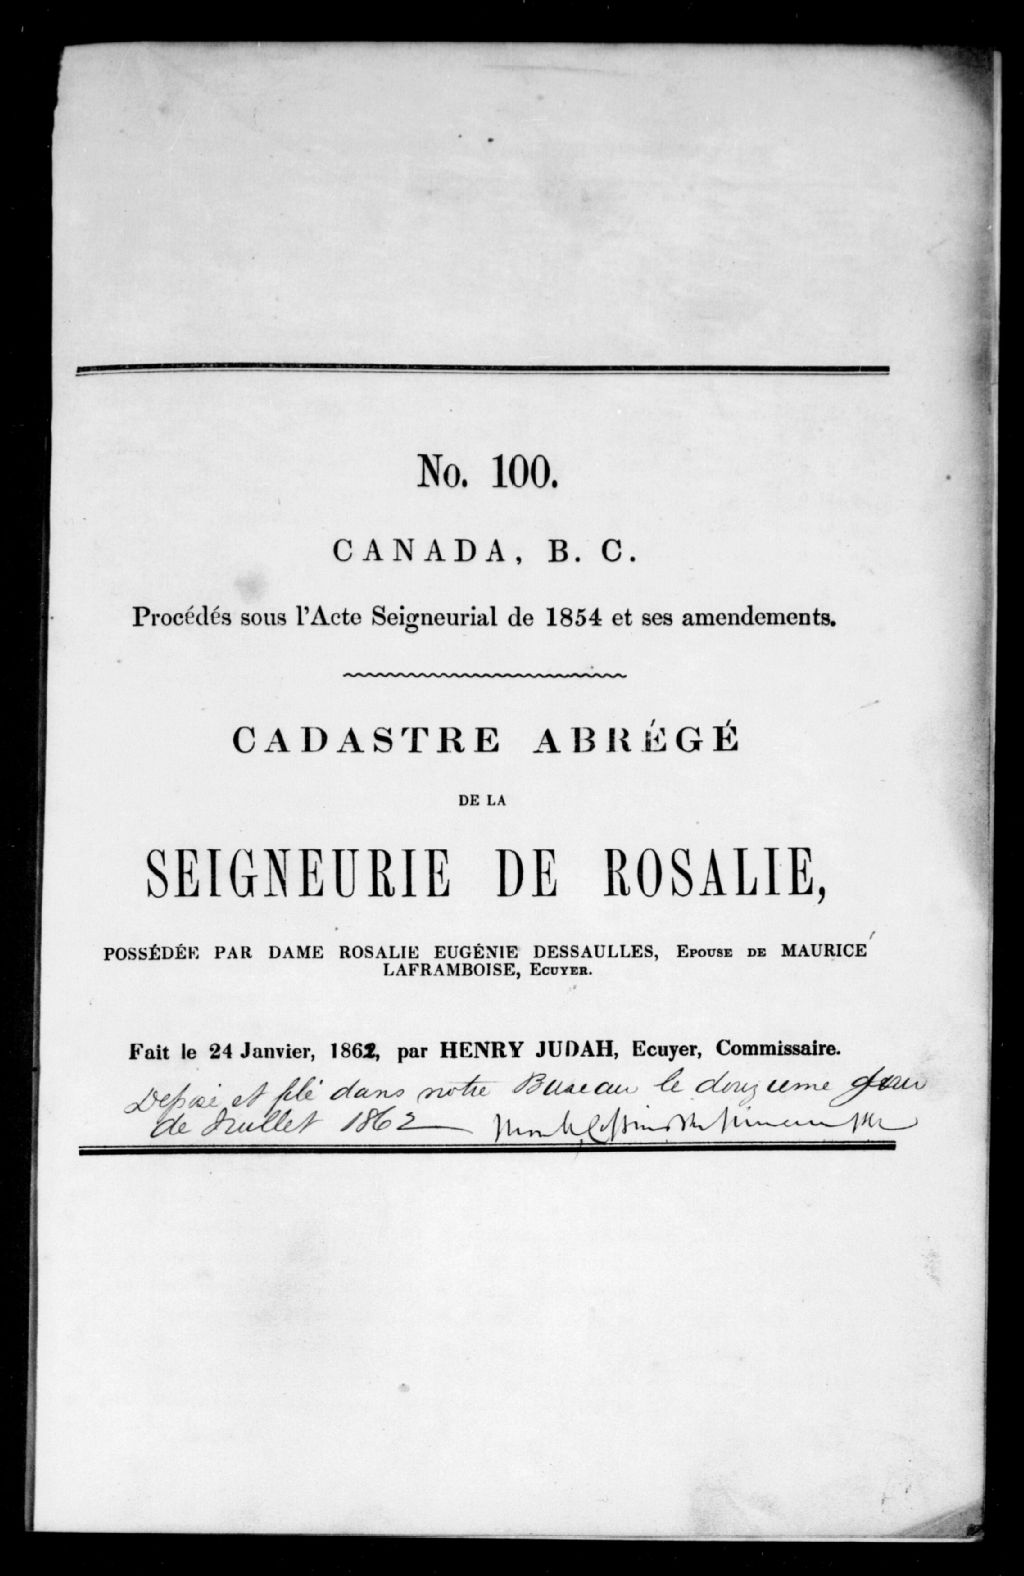 No. 100.
CANADA, B. C.
Procédés sous l'Acte Seigneurial de 1854 et ses amendements.
CADASTRE ABRÉGÉ
DE LA
SEIGNEURIE DE ROSALIE,
POSSÉDÉE PAR DAME ROSALIE EUGÉNIE DESSAULLES, EPOUSE DE MAURICE
LAFRAMBOISE, ECUYER.
Fait le 24 Janvier, 1862, par HENRY JUDAH, Ecuyer, Commissaire.
Deposé et filé dans notre Bureau le douzieme jour
de Juillet 1862